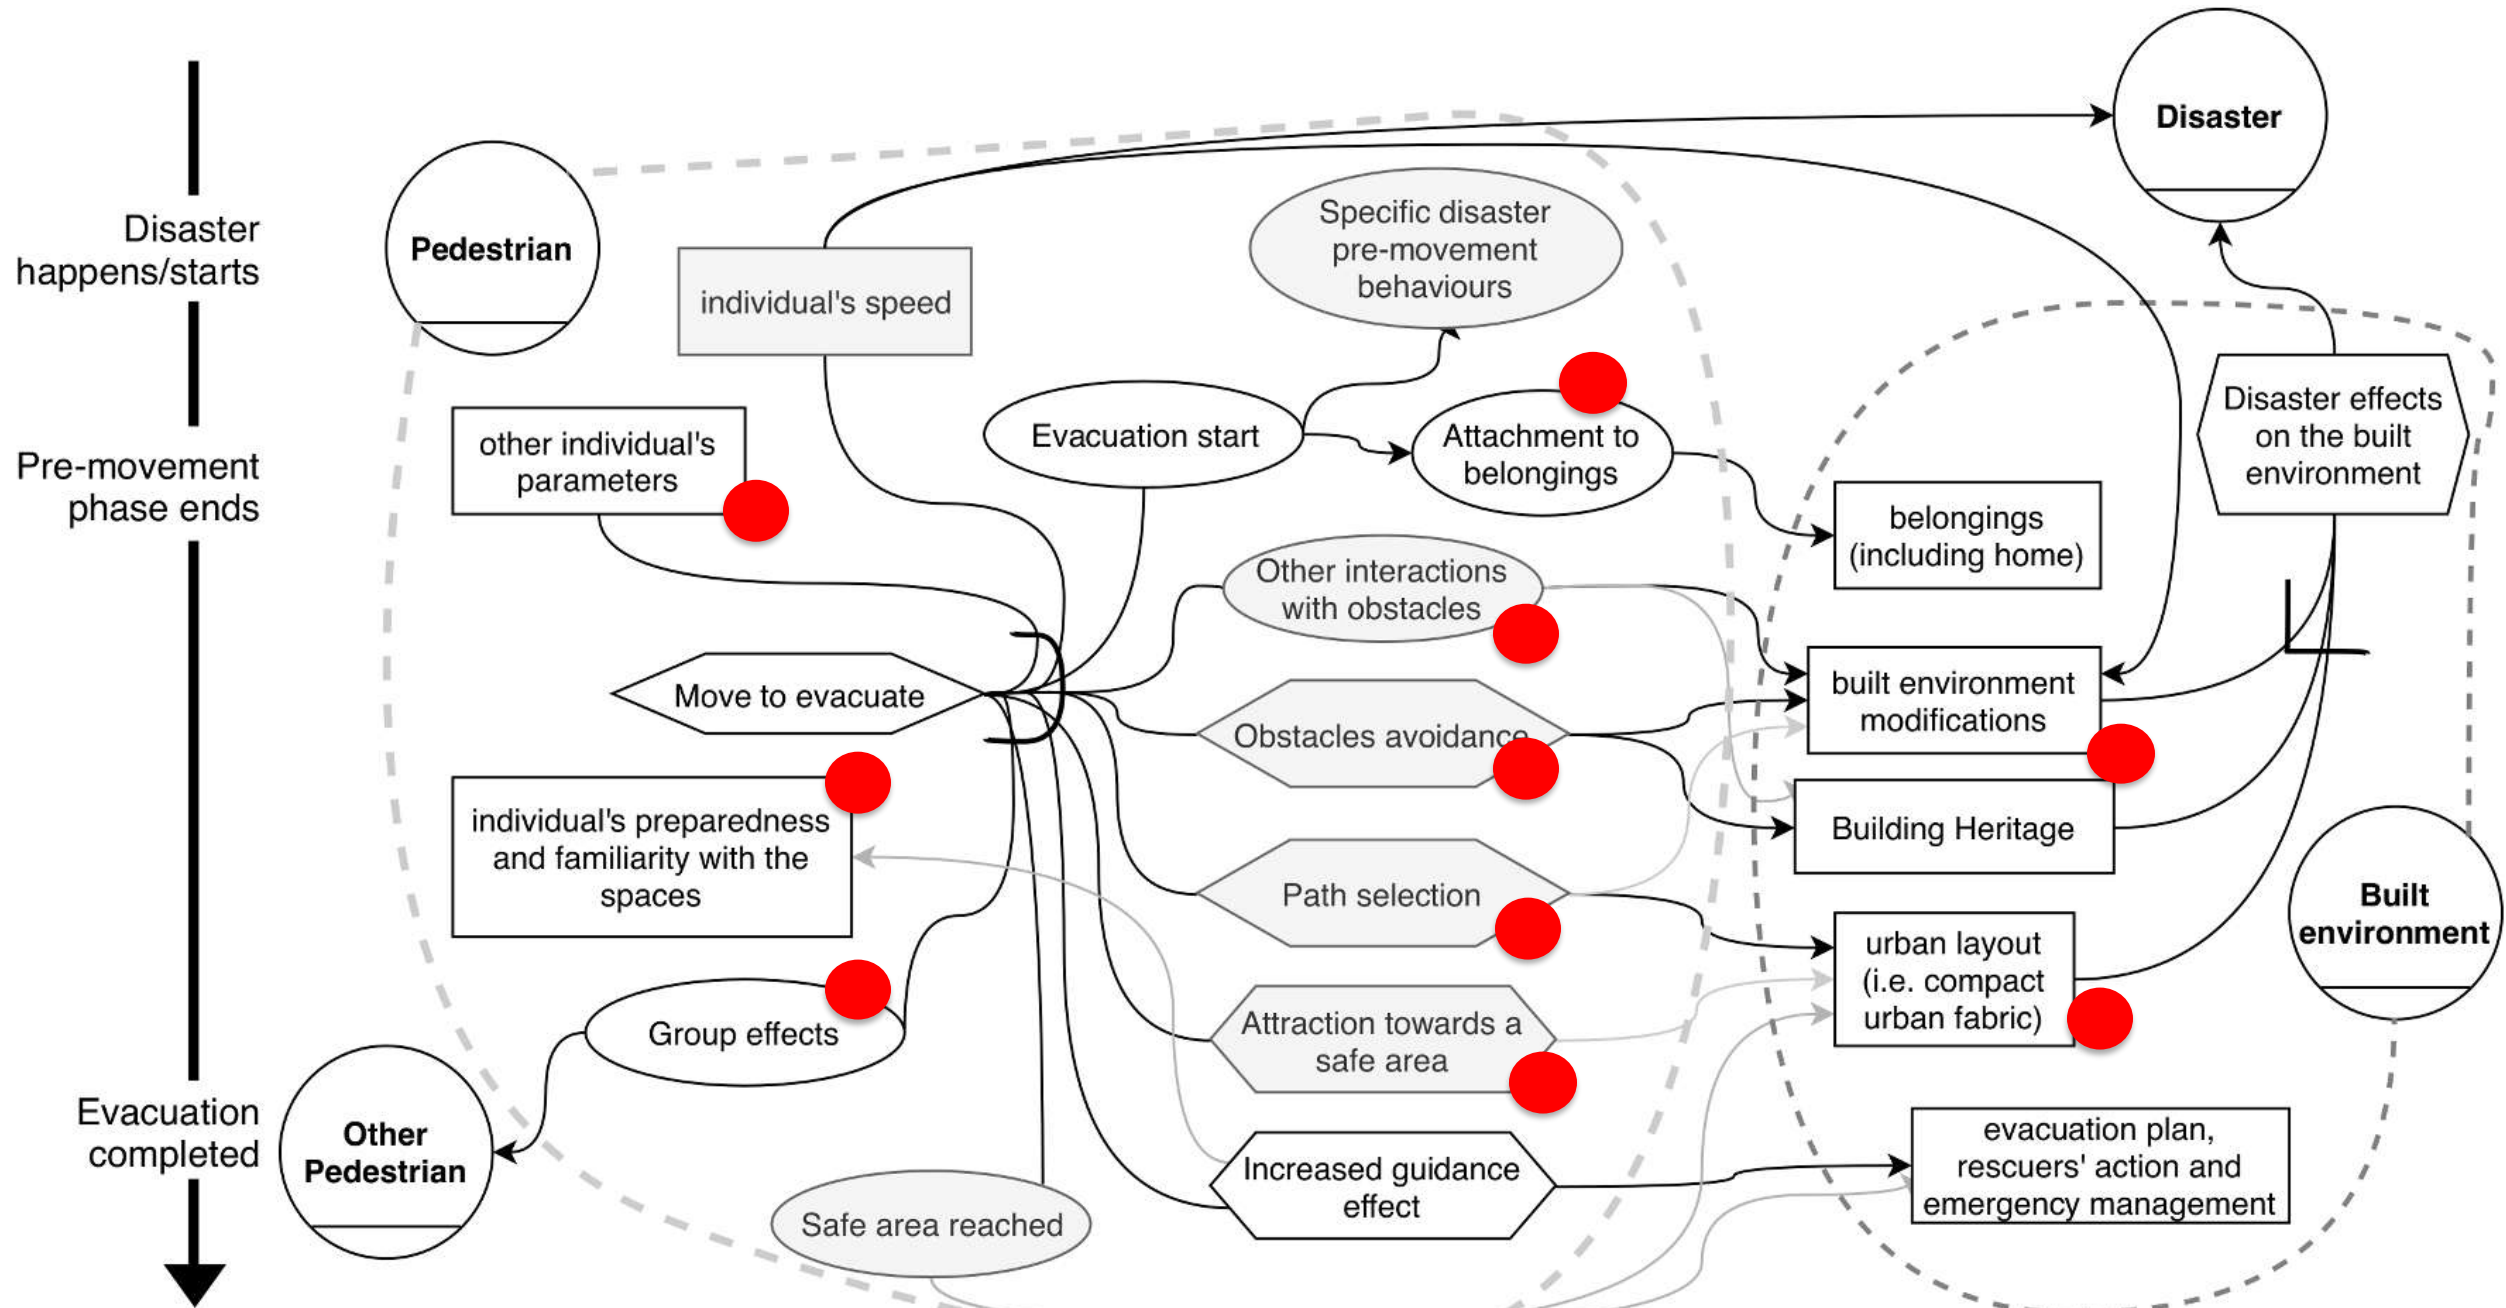 Disaster
happens/starts
Pre-movement
phase ends
Evacuation
completed
Pedestrian
individual's speed
Specific disaster
pre-movement
behaviours
Disaster
other individual's
parameters
Evacuation start
Attachment to
belongings
Disaster effects
on the built
environment
belongings
(including home)
Other interactions
with obstacles
Move to evacuate
Obstacles avoidance
built environment
modifications
individual's preparedness
and familiarity with the
spaces
Path selection
Building Heritage
Built
environment
urban layout
(i.e. compact
urban fabric)
Group effects
Attraction towards a
safe area
Other
Pedestrian
Increased guidance
effect
evacuation plan,
rescuers' action and
emergency management
Safe area reached